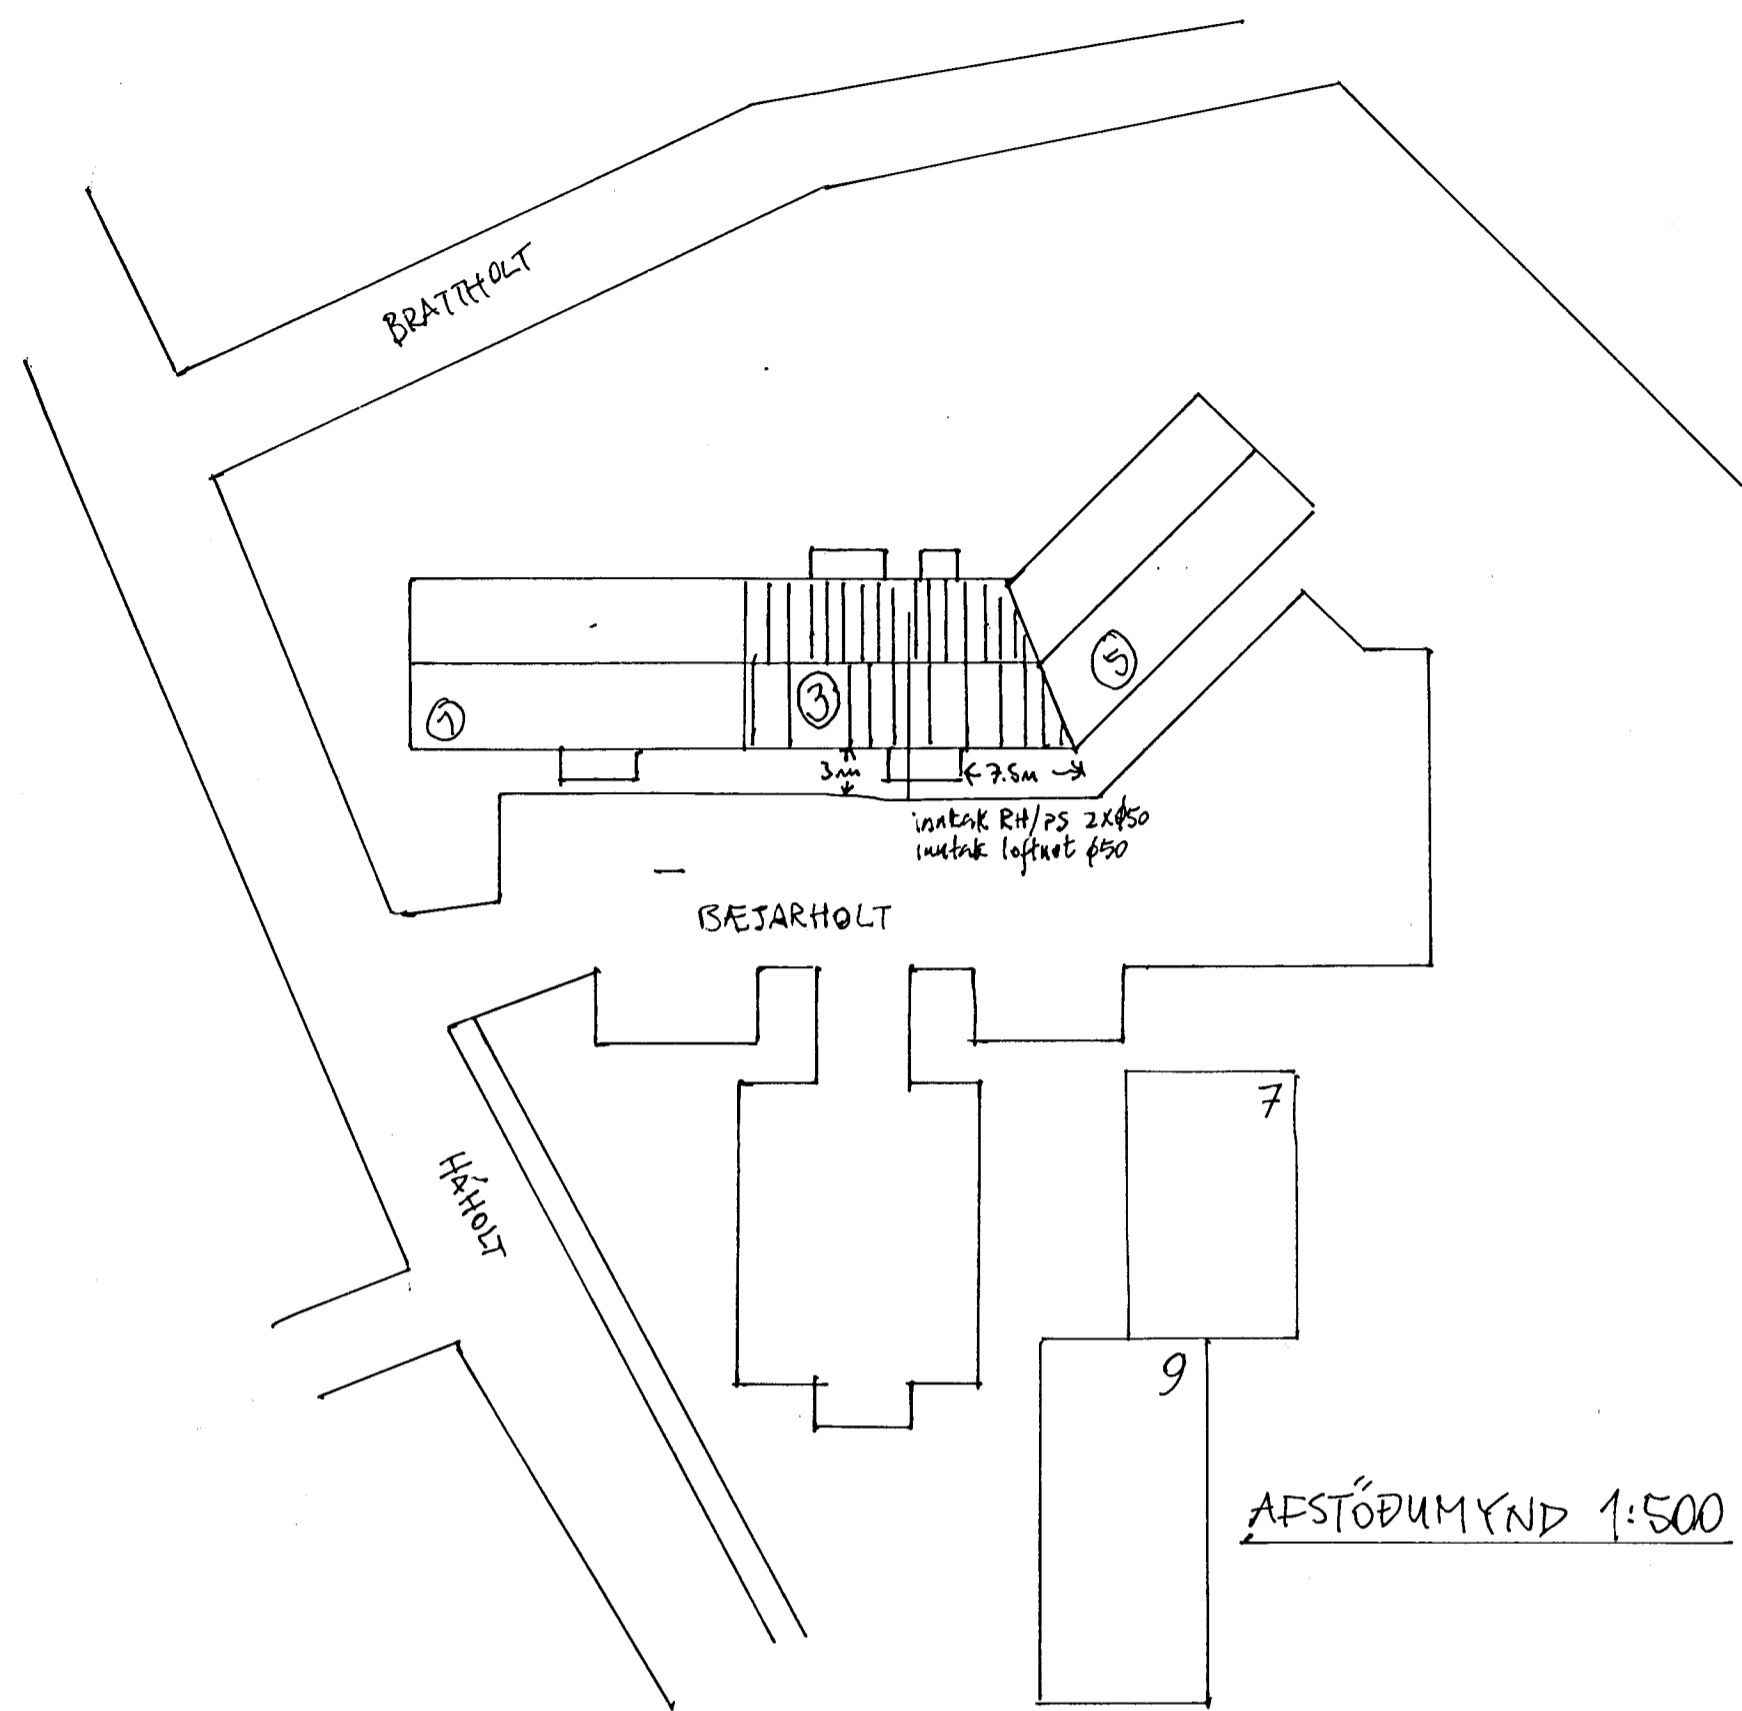 BRATTHOLT
5
3
1
3m
7.5m
inntak RH/PS 2xφ50
inntak loftnet φ50
BÆJARHOLT
7
HÁHOLT
9
AFSTÖÐUMYND 1:500